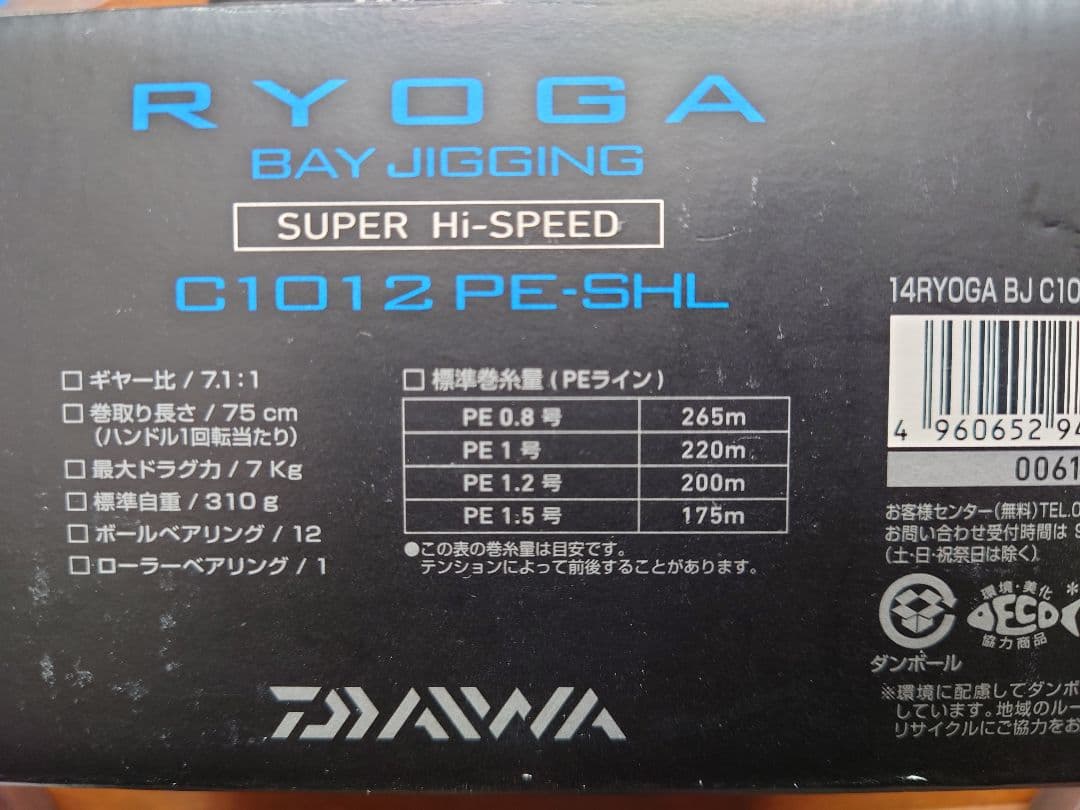 RYOGA
BAY JIGGING
SUPER Hi-SPEED
C1012 PE-SHL
□ ギヤー比 / 7.1:1
□ 巻取り長さ / 75 cm
(ハンドル1回転当たり)
□ 最大ドラグ力 / 7 Kg
□ 標準自重 / 310 g
□ ボールベアリング / 12
□ ローラーベアリング / 1
□ 標準巻糸量 (PEライン)
PE 0.8 号 265m
PE 1 号 220m
PE 1.2 号 200m
PE 1.5 号 175m
●この表の巻糸量は目安です。
テンションによって前後することがあります。
DAIWA
14RYOGA BJ C10
4 960652 94
0061
お客様センター(無料)TEL.0
お問い合わせ受付時間は 9
(土・日・祝祭日は除く)
ダンボール
環境・美化
DECO
協力商品
※環境に配慮してダンボ
しています。地域のルー
リサイクルにご協力をお